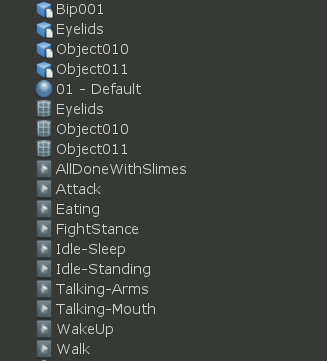 Bip001
Eyelids
Object010
Object011
01 - Default
Eyelids
Object010
Object011
AllDoneWithSlimes
Attack
Eating
FightStance
Idle-Sleep
Idle-Standing
Talking-Arms
Talking-Mouth
WakeUp
Walk